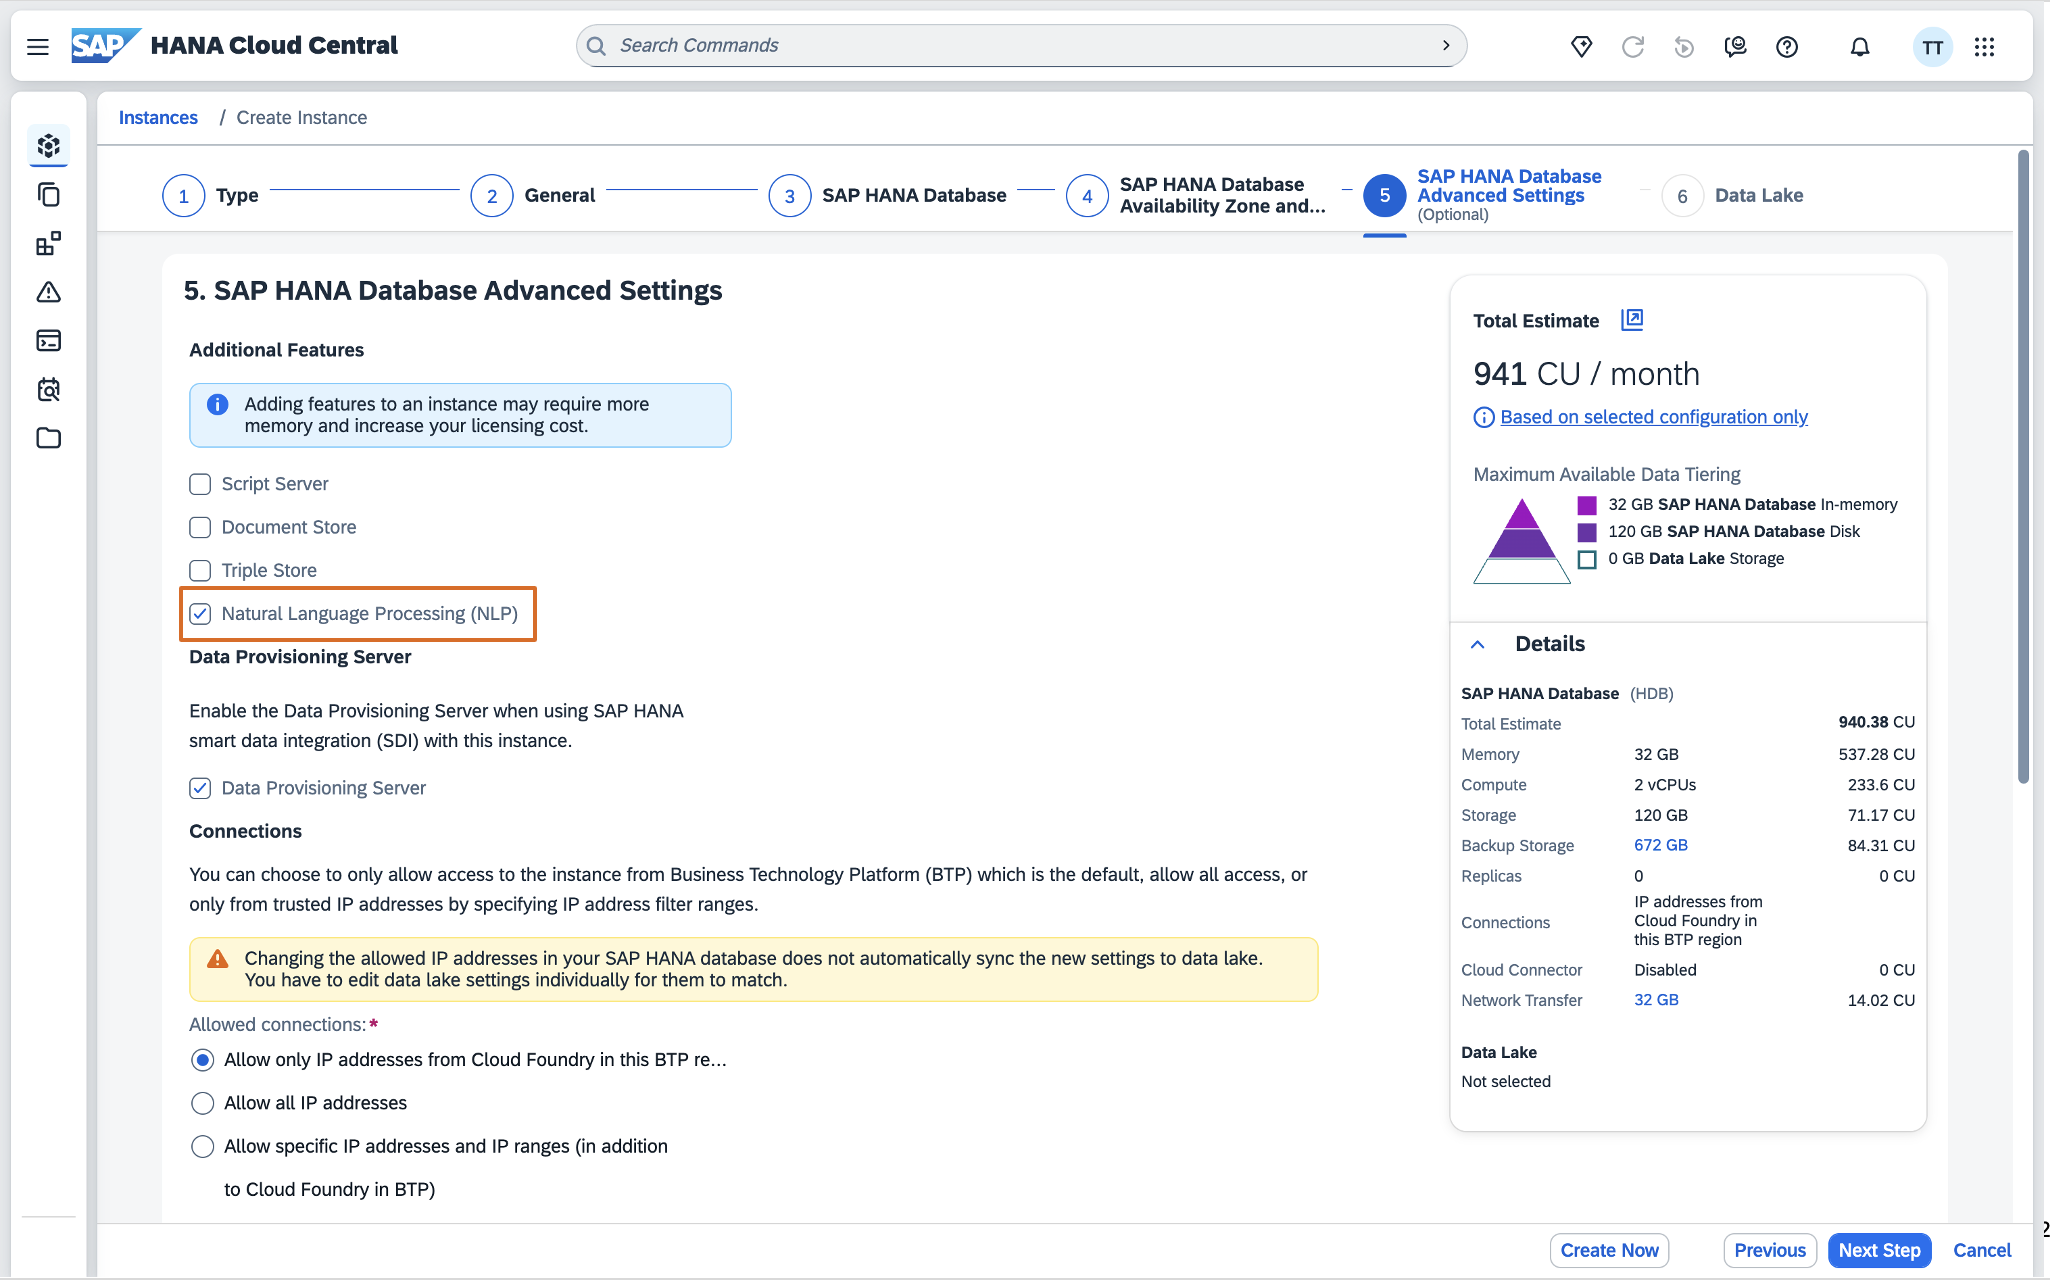 SAP HANA Cloud Central
Search Commands
TT
Instances / Create Instance
1 Type
2 General
3 SAP HANA Database
4 SAP HANA Database
Availability Zone and...
5 SAP HANA Database
Advanced Settings
(Optional)
6 Data Lake
5. SAP HANA Database Advanced Settings
Additional Features
Adding features to an instance may require more
memory and increase your licensing cost.
Script Server
Document Store
Triple Store
Natural Language Processing (NLP)
Data Provisioning Server
Enable the Data Provisioning Server when using SAP HANA
smart data integration (SDI) with this instance.
Data Provisioning Server
Connections
You can choose to only allow access to the instance from Business Technology Platform (BTP) which is the default, allow all access, or
only from trusted IP addresses by specifying IP address filter ranges.
Changing the allowed IP addresses in your SAP HANA database does not automatically sync the new settings to data lake.
You have to edit data lake settings individually for them to match.
Allowed connections:*
Allow only IP addresses from Cloud Foundry in this BTP re...
Allow all IP addresses
Allow specific IP addresses and IP ranges (in addition
to Cloud Foundry in BTP)
Total Estimate
941 CU / month
Based on selected configuration only
Maximum Available Data Tiering
32 GB SAP HANA Database In-memory
120 GB SAP HANA Database Disk
0 GB Data Lake Storage
Details
SAP HANA Database (HDB)
Total Estimate 940.38 CU
Memory 32 GB 537.28 CU
Compute 2 vCPUs 233.6 CU
Storage 120 GB 71.17 CU
Backup Storage 672 GB 84.31 CU
Replicas 0 0 CU
Connections IP addresses from
Cloud Foundry in
this BTP region
Cloud Connector Disabled 0 CU
Network Transfer 32 GB 14.02 CU
Data Lake
Not selected
Create Now Previous Next Step Cancel